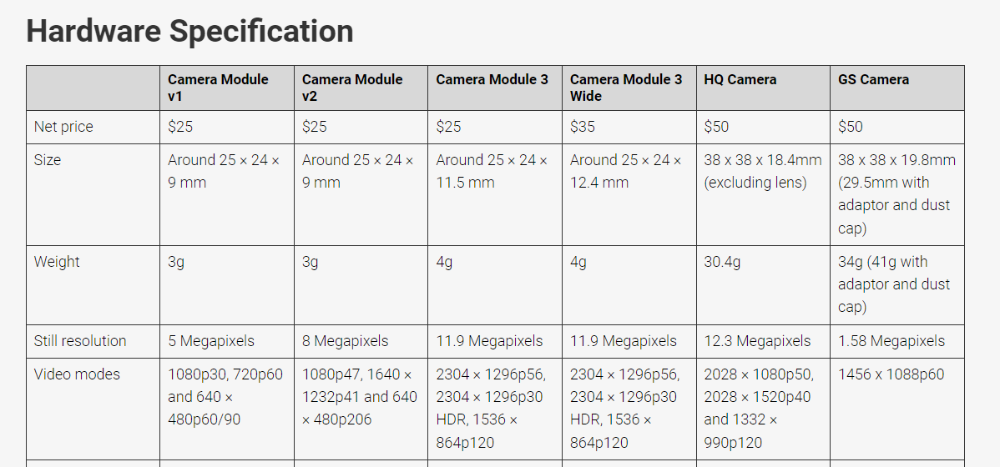 Hardware Specification
Camera Module v1 Camera Module v2 Camera Module 3 Camera Module 3 Wide HQ Camera GS Camera
Net price $25 $25 $25 $35 $50 $50
Size Around 25 × 24 × 9 mm Around 25 × 24 × 9 mm Around 25 × 24 × 11.5 mm Around 25 × 24 × 12.4 mm 38 x 38 x 18.4mm (excluding lens) 38 x 38 x 19.8mm (29.5mm with adaptor and dust cap)
Weight 3g 3g 4g 4g 30.4g 34g (41g with adaptor and dust cap)
Still resolution 5 Megapixels 8 Megapixels 11.9 Megapixels 11.9 Megapixels 12.3 Megapixels 1.58 Megapixels
Video modes 1080p30, 720p60 and 640 × 480p60/90 1080p47, 1640 × 1232p41 and 640 × 480p206 2304 × 1296p56, 2304 × 1296p30 HDR, 1536 × 864p120 2304 × 1296p56, 2304 × 1296p30 HDR, 1536 × 864p120 2028 × 1080p50, 2028 × 1520p40 and 1332 × 990p120 1456 x 1088p60